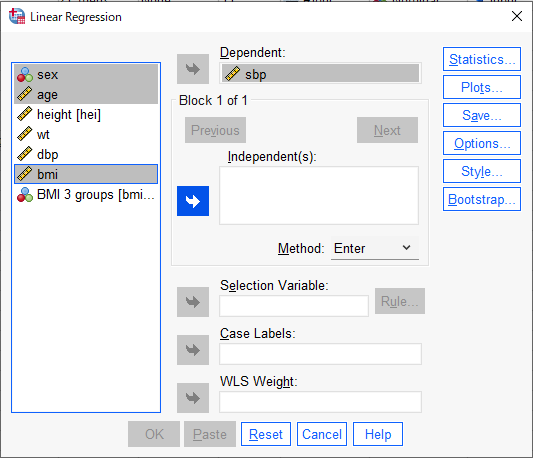 Linear Regression
sex
age
height [hei]
wt
dbp
bmi
BMI 3 groups [bmi...
Dependent:
sbp
Block 1 of 1
Previous
Next
Independent(s):
Method:
Enter
Selection Variable:
Rule...
Case Labels:
WLS Weight:
Statistics...
Plots...
Save...
Options...
Style...
Bootstrap...
OK
Paste
Reset
Cancel
Help